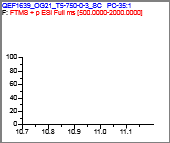 QEF1639_OG21_T5-750-0-3_SC PC-35:1
F: FTMS + p ESI Full ms [500.0000-2000.0000]
100
80
60
40
20
0
10.7 10.8 10.9 11.0 11.1